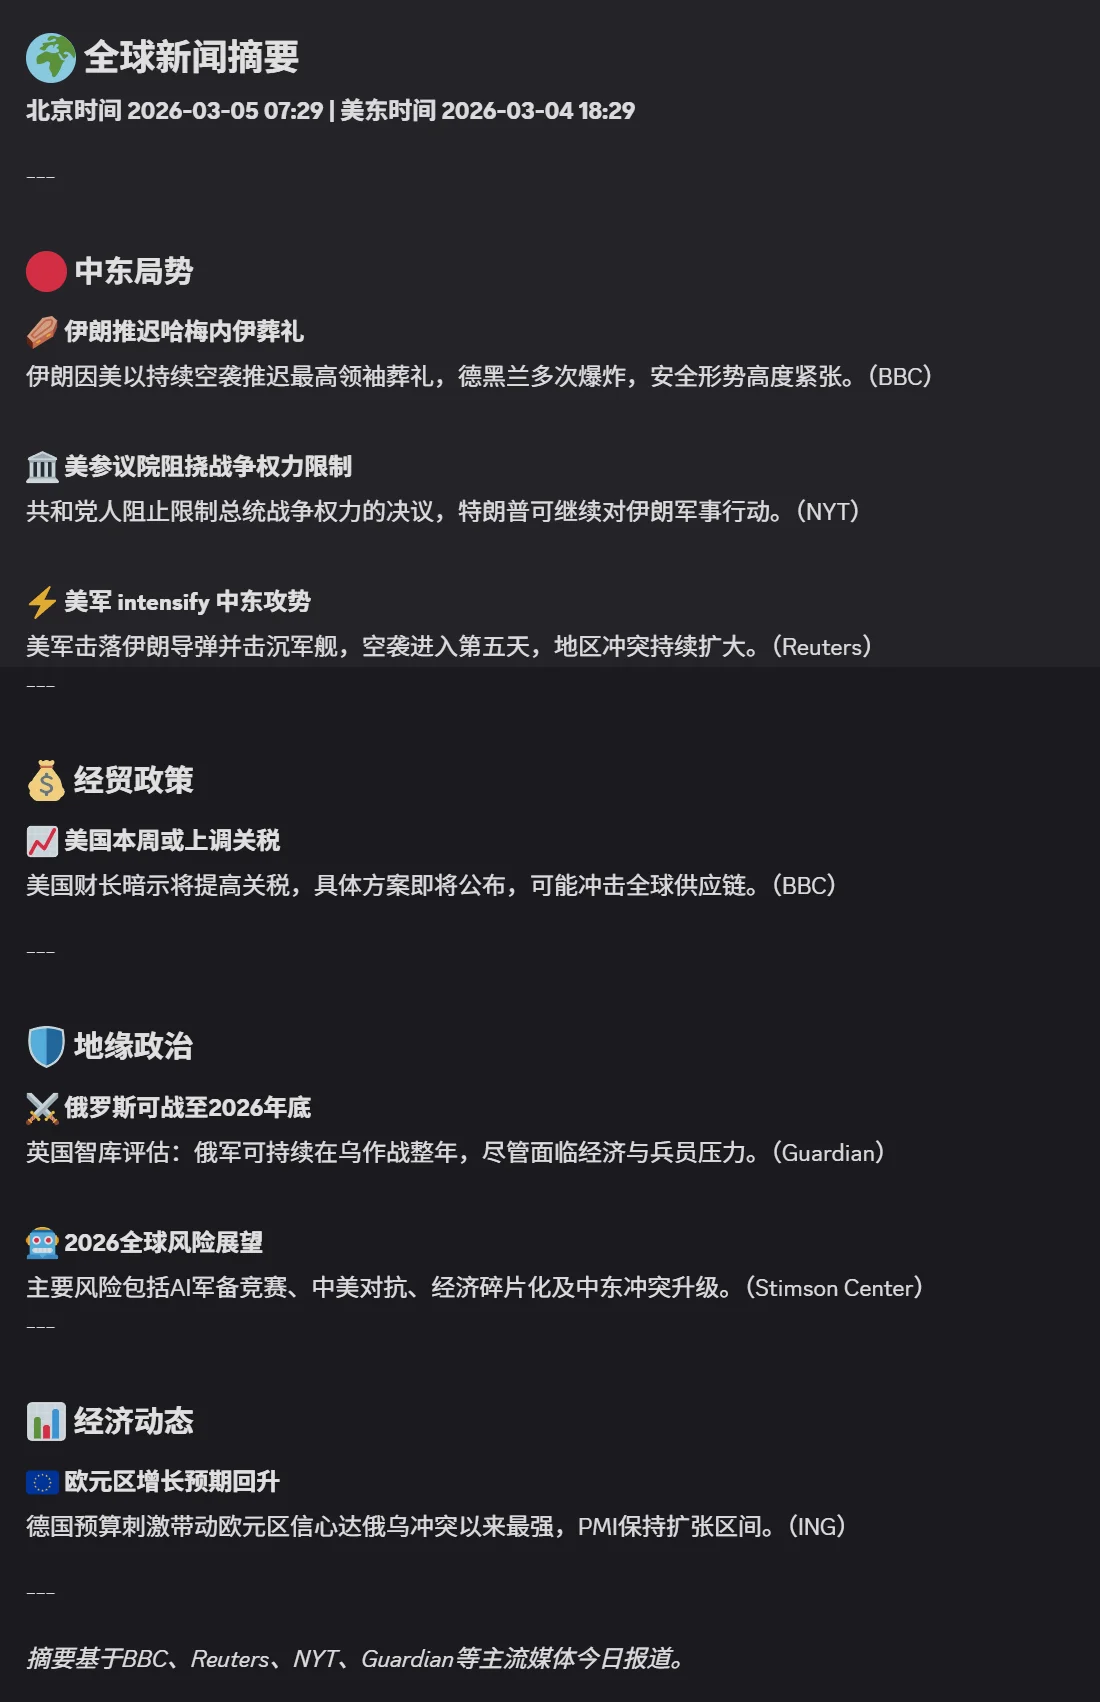 全球新闻摘要
北京时间 2026-03-05 07:29 | 美东时间 2026-03-04 18:29
---
中东局势
伊朗推迟哈梅内伊葬礼
伊朗因美以持续空袭推迟最高领袖葬礼，德黑兰多次爆炸，安全形势高度紧张。（BBC）
美参议院阻挠战争权力限制
共和党人阻止限制总统战争权力的决议，特朗普可继续对伊朗军事行动。（NYT）
美军 intensify 中东攻势
美军击落伊朗导弹并击沉军舰，空袭进入第五天，地区冲突持续扩大。（Reuters）
---
经贸政策
美国本周或上调关税
美国财长暗示将提高关税，具体方案即将公布，可能冲击全球供应链。（BBC）
---
地缘政治
俄罗斯可战至2026年底
英国智库评估：俄军可持续在乌作战整年，尽管面临经济与兵员压力。（Guardian）
2026全球风险展望
主要风险包括AI军备竞赛、中美对抗、经济碎片化及中东冲突升级。（Stimson Center）
---
经济动态
欧元区增长预期回升
德国预算刺激带动欧元区信心达俄乌冲突以来最强，PMI保持扩张区间。（ING）
---
摘要基于BBC、Reuters、NYT、Guardian等主流媒体今日报道。